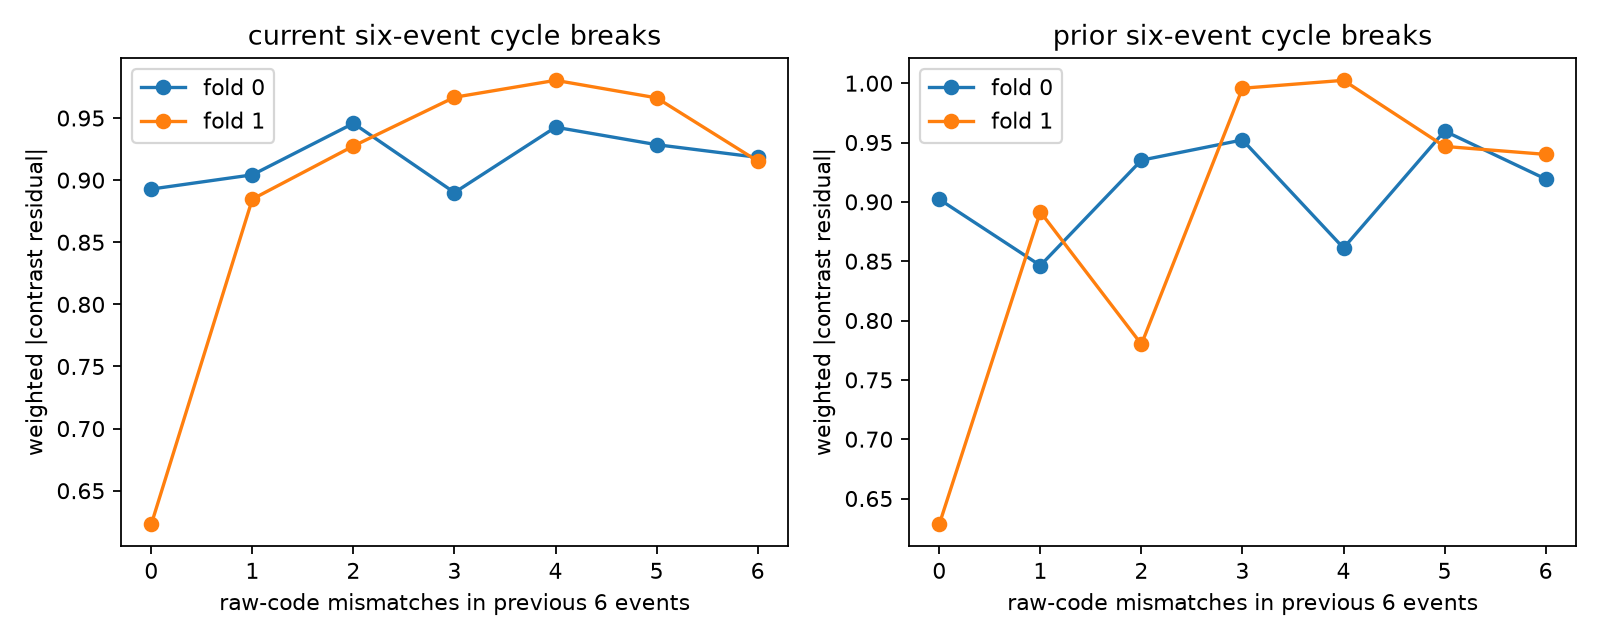 current six-event cycle breaks
fold 0
fold 1
0.95
0.90
0.85
0.80
0.75
0.70
0.65
weighted |contrast residual|
0 1 2 3 4 5 6
raw-code mismatches in previous 6 events
prior six-event cycle breaks
fold 0
fold 1
1.00
0.95
0.90
0.85
0.80
0.75
0.70
0.65
weighted |contrast residual|
0 1 2 3 4 5 6
raw-code mismatches in previous 6 events